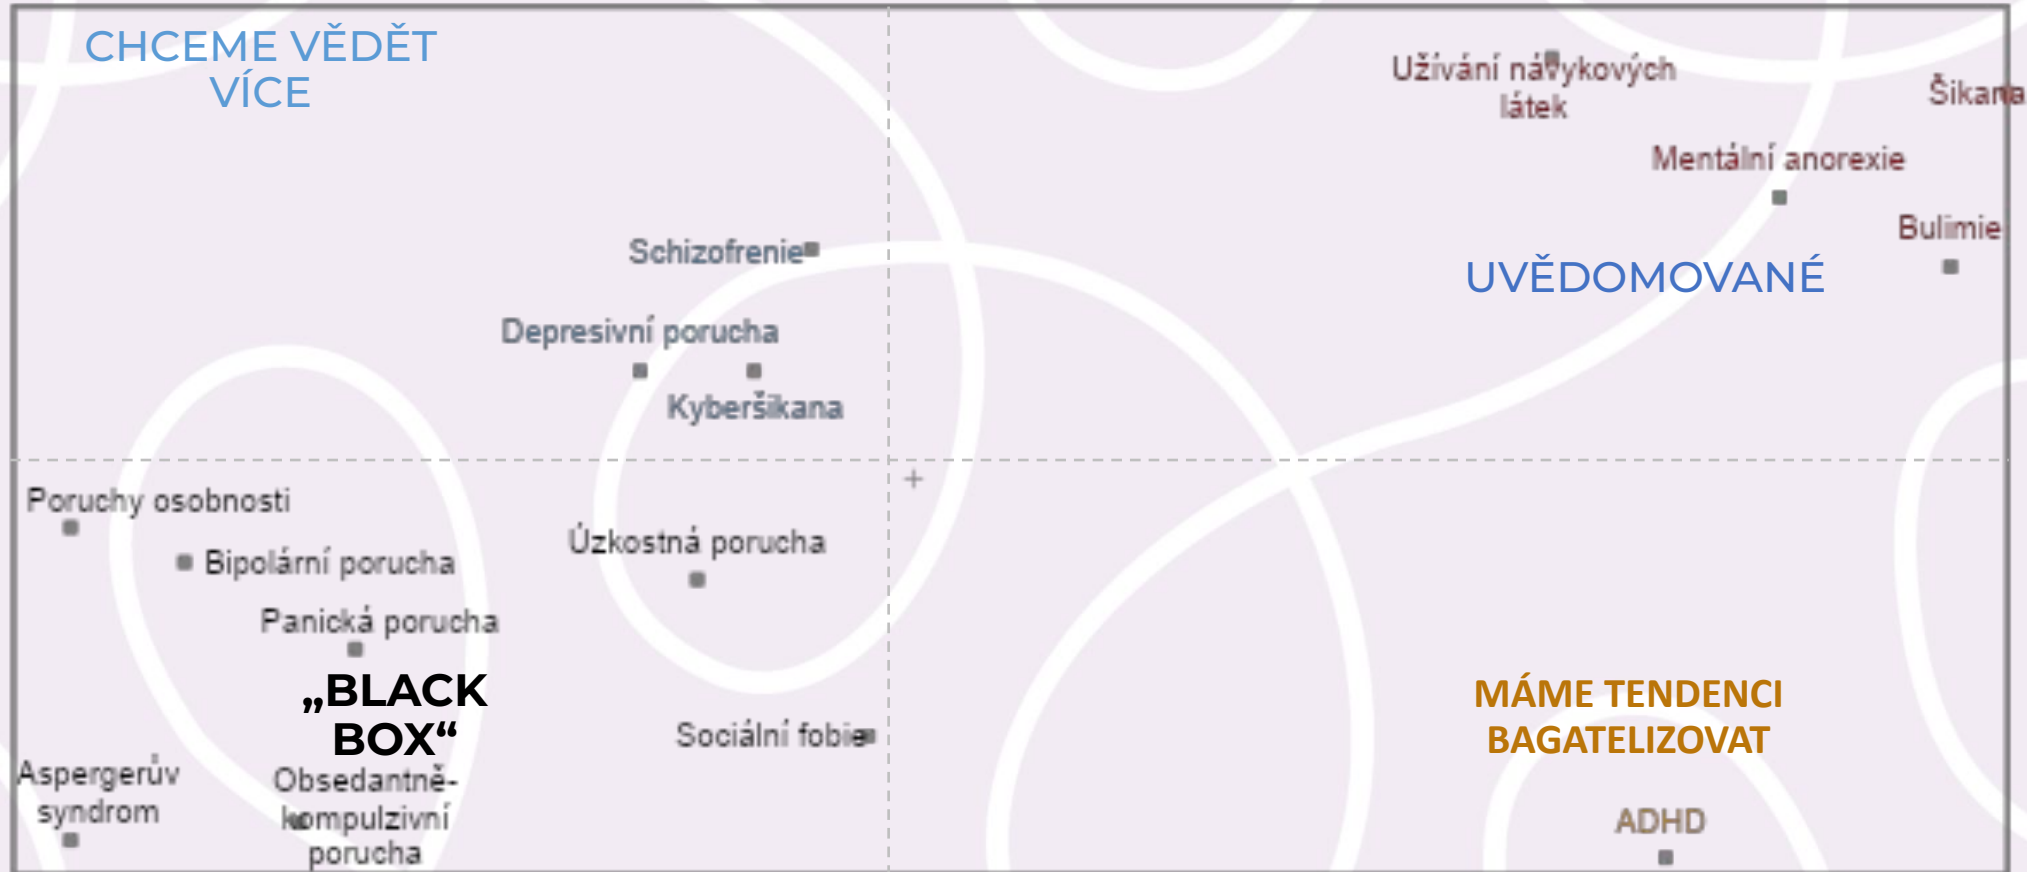 CHCEME VĚDĚT
VÍCE
Užívání návykových
látek
Šikana
Mentální anorexie
Bulimie
UVĚDOMOVANÉ
Schizofrenie
Depresivní porucha
Kyberšikana
Poruchy osobnosti
Bipolární porucha
Úzkostná porucha
Panická porucha
„BLACK
BOX“
Sociální fobie
MÁME TENDENCI
BAGATELIZOVAT
Aspergerův
syndrom
Obsedantně-
kompulzivní
porucha
ADHD